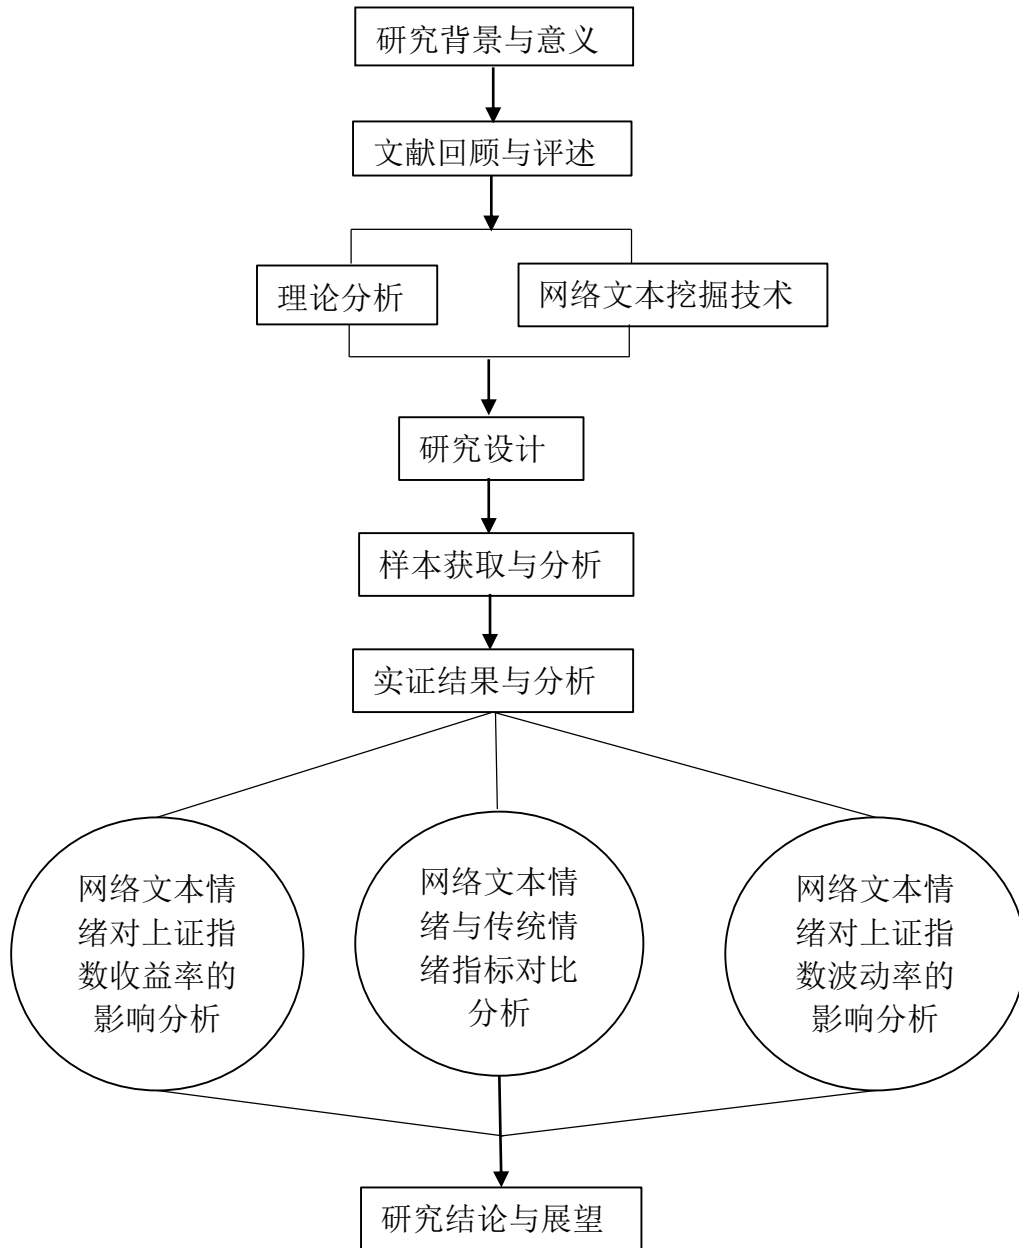 研究背景与意义
文献回顾与评述
理论分析
网络文本挖掘技术
研究设计
样本获取与分析
实证结果与分析
网络文本情
绪对上证指
数收益率的
影响分析
网络文本情
绪与传统情
绪指标对比
分析
网络文本情
绪对上证指
数波动率的
影响分析
研究结论与展望